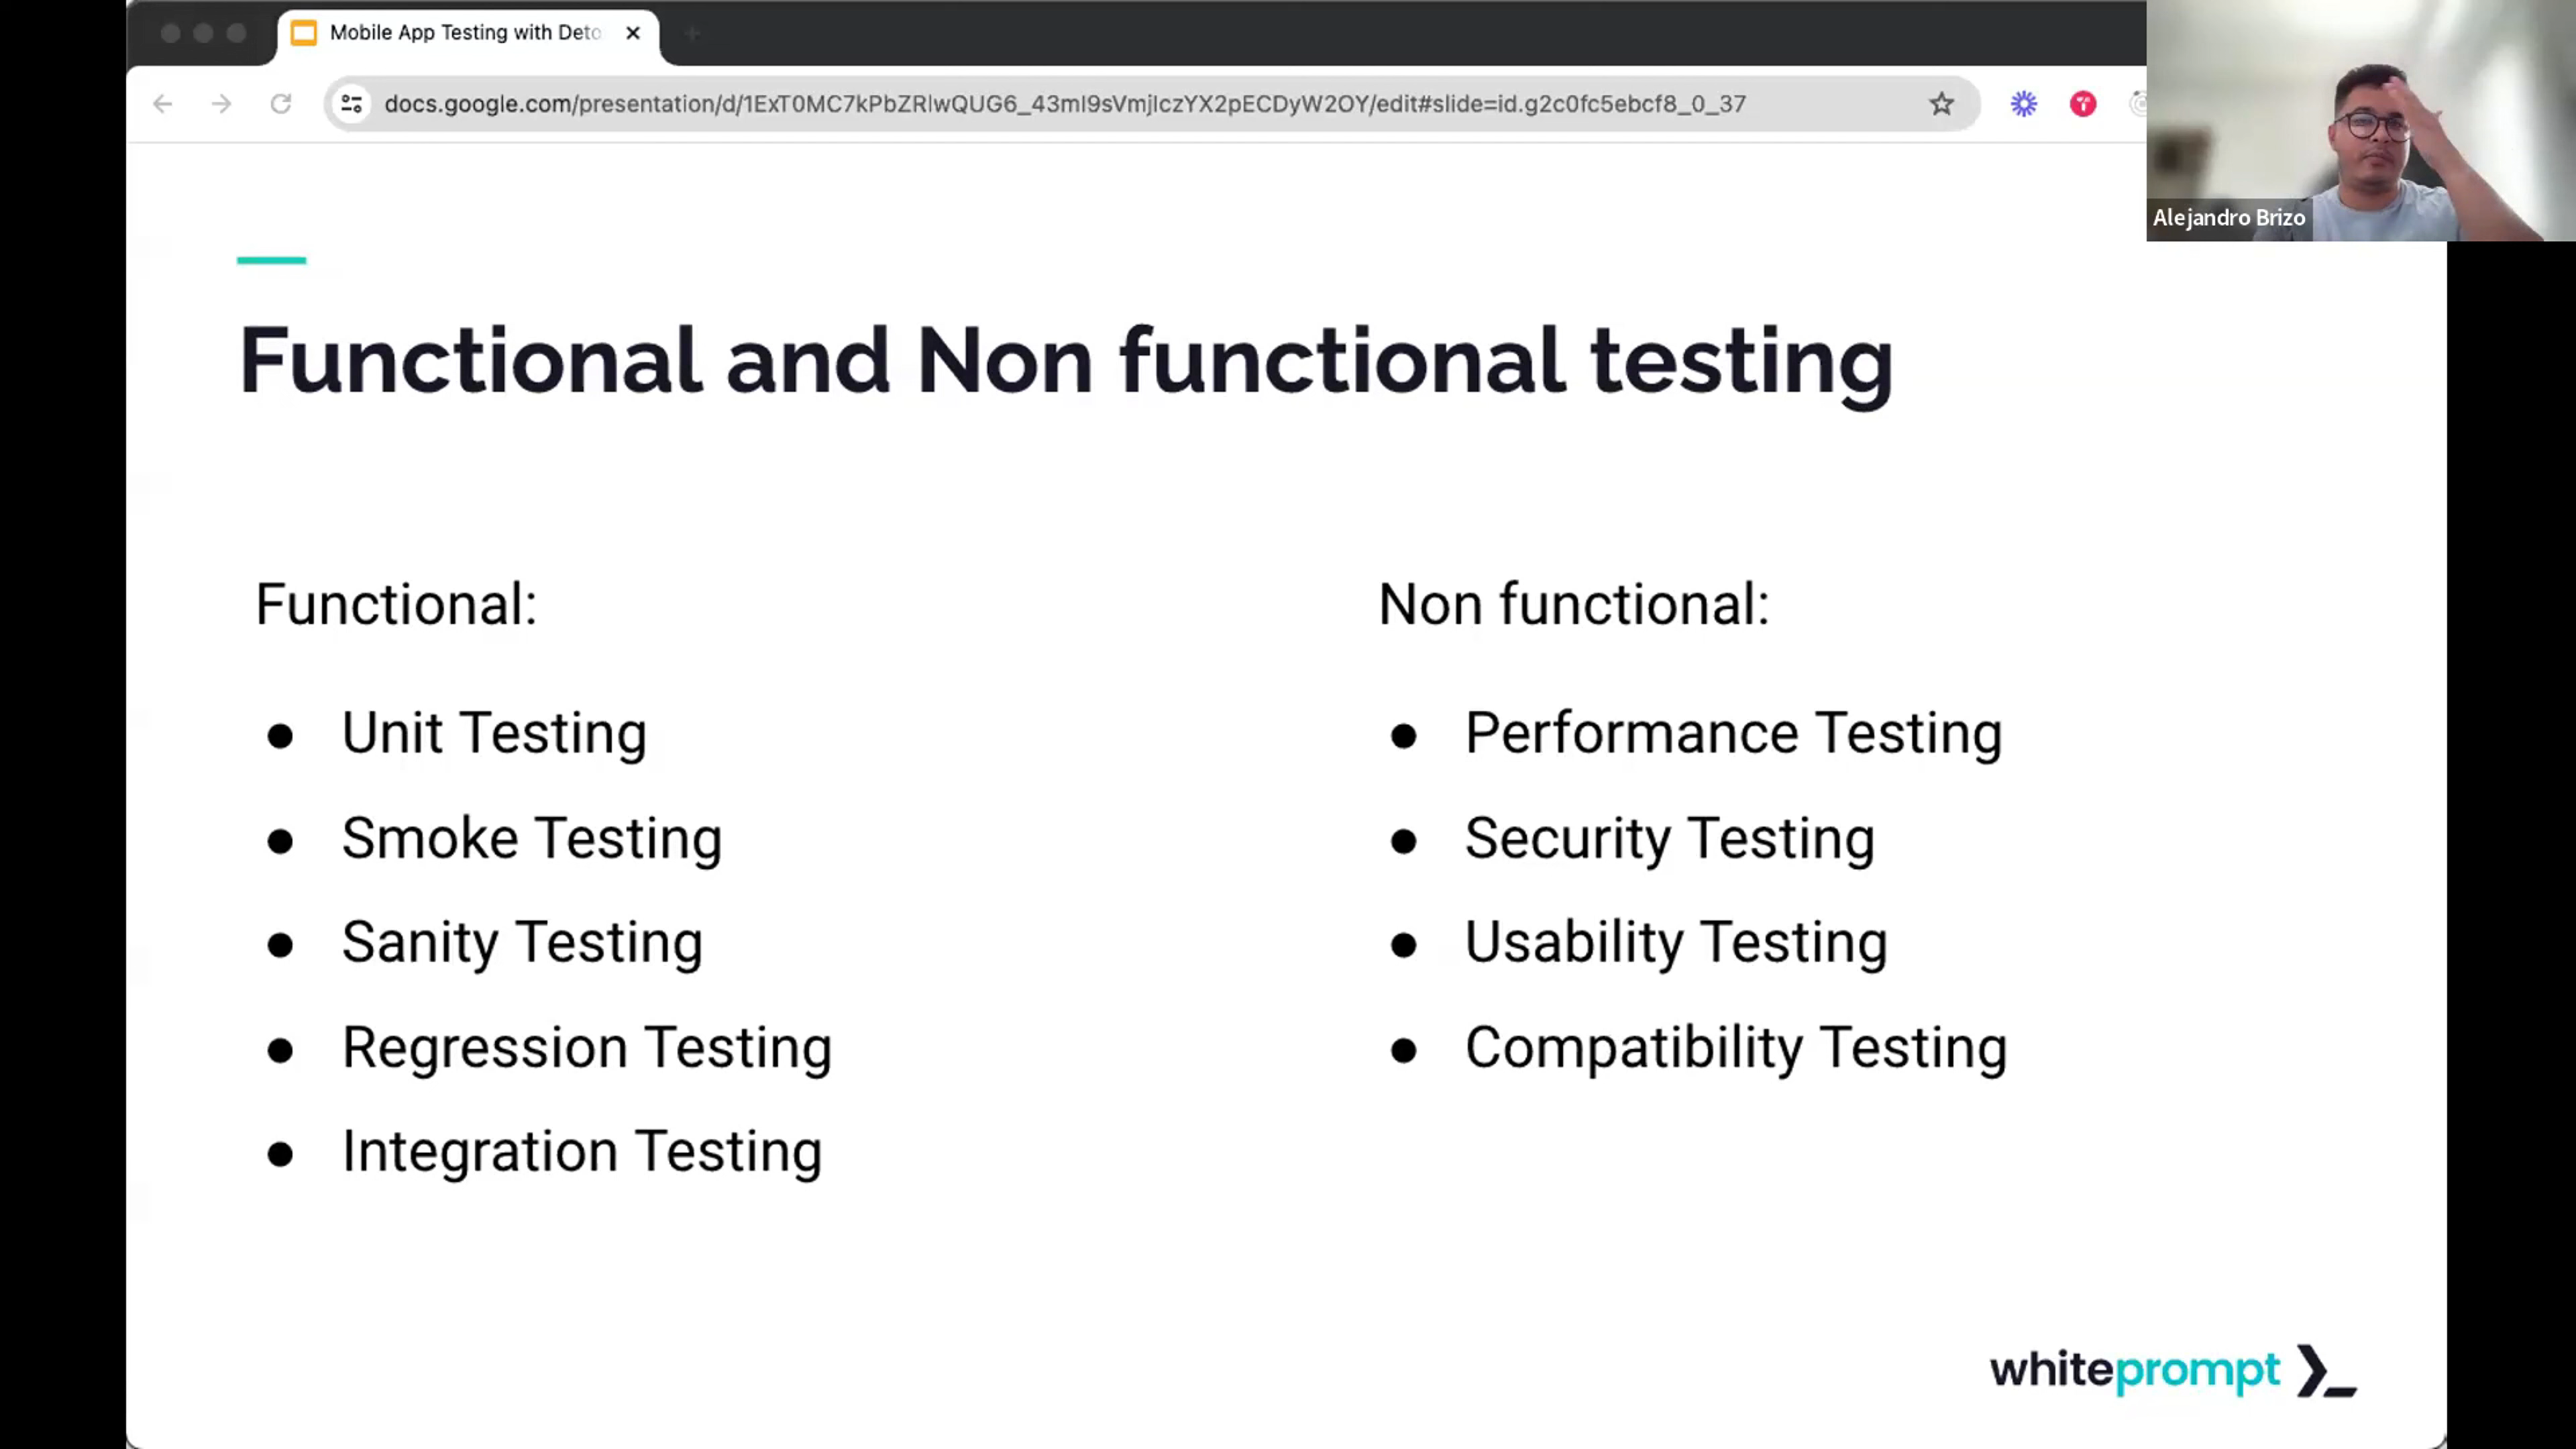 Mobile App Testing with Deto
docs.google.com/presentation/d/1ExT0MC7kPbZRlwQUG6_43ml9sVmjlczYX2pECDyW2OY/edit#slide=id.g2c0fc5ebcf8_0_37
Alejandro Brizo
Functional and Non functional testing
Functional:
● Unit Testing
● Smoke Testing
● Sanity Testing
● Regression Testing
● Integration Testing
Non functional:
● Performance Testing
● Security Testing
● Usability Testing
● Compatibility Testing
whiteprompt